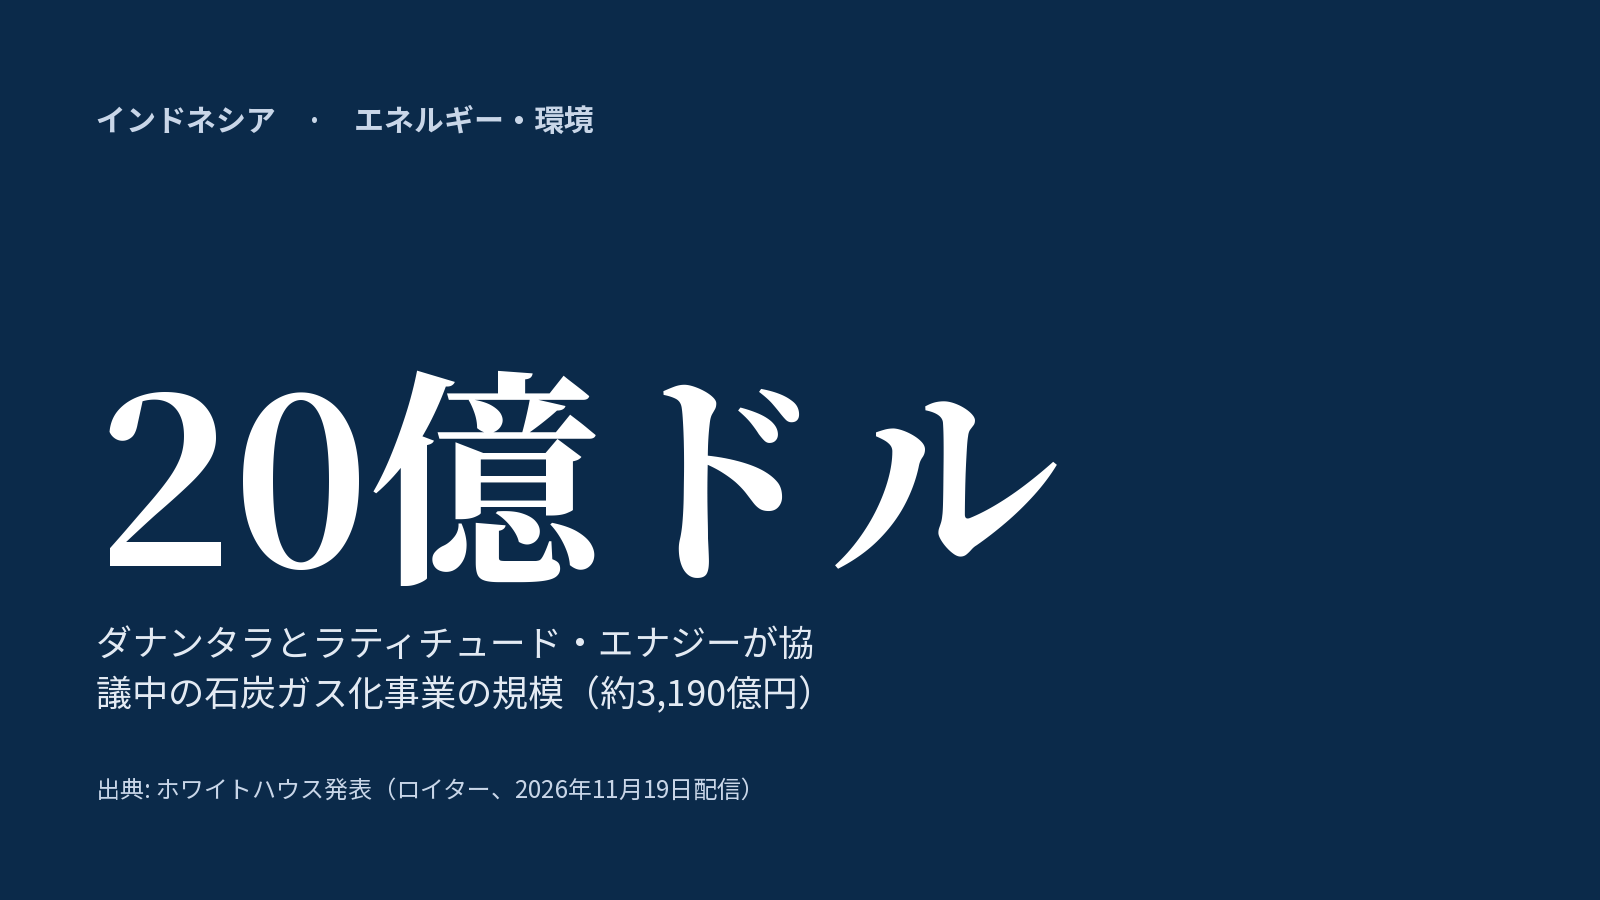 インドネシア · エネルギー・環境
20億ドル
ダナンタラとラティチュード・エナジーが協
議中の石炭ガス化事業の規模（約3,190億円）
出典: ホワイトハウス発表（ロイター、2026年11月19日配信）